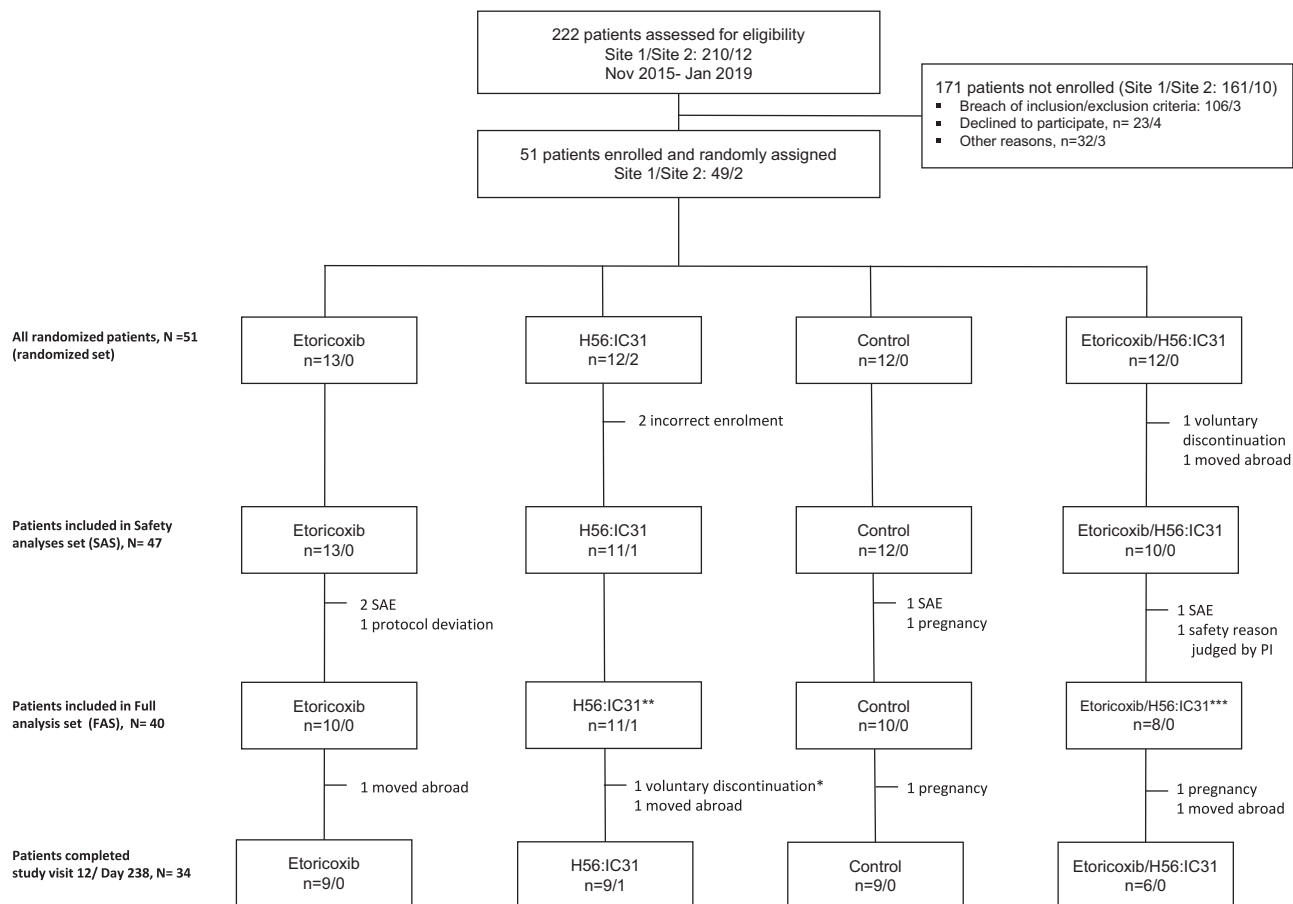 222 patients assessed for eligibility
Site 1/Site 2: 210/12
Nov 2015- Jan 2019
171 patients not enrolled (Site 1/Site 2: 161/10)
▪ Breach of inclusion/exclusion criteria: 106/3
▪ Declined to participate, n= 23/4
▪ Other reasons, n=32/3
51 patients enrolled and randomly assigned
Site 1/Site 2: 49/2
All randomized patients, N =51
(randomized set)
Etoricoxib
n=13/0
H56:IC31
n=12/2
Control
n=12/0
Etoricoxib/H56:IC31
n=12/0
2 incorrect enrolment
1 voluntary
discontinuation
1 moved abroad
Patients included in Safety
analyses set (SAS), N= 47
Etoricoxib
n=13/0
H56:IC31
n=11/1
Control
n=12/0
Etoricoxib/H56:IC31
n=10/0
2 SAE
1 protocol deviation
1 SAE
1 pregnancy
1 SAE
1 safety reason
judged by PI
Patients included in Full
analysis set (FAS), N= 40
Etoricoxib
n=10/0
H56:IC31**
n=11/1
Control
n=10/0
Etoricoxib/H56:IC31***
n=8/0
1 moved abroad
1 voluntary discontinuation*
1 moved abroad
1 pregnancy
1 pregnancy
1 moved abroad
Patients completed
study visit 12/ Day 238, N= 34
Etoricoxib
n=9/0
H56:IC31
n=9/1
Control
n=9/0
Etoricoxib/H56:IC31
n=6/0